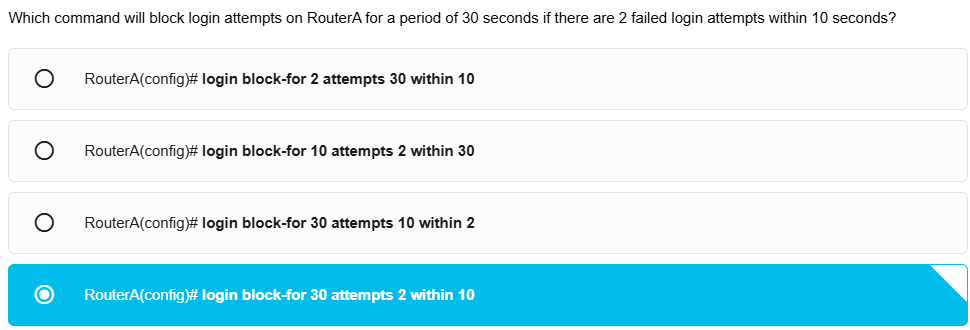 Which command will block login attempts on RouterA for a period of 30 seconds if there are 2 failed login attempts within 10 seconds?
RouterA(config)# login block-for 2 attempts 30 within 10
RouterA(config)# login block-for 10 attempts 2 within 30
RouterA(config)# login block-for 30 attempts 10 within 2
RouterA(config)# login block-for 30 attempts 2 within 10